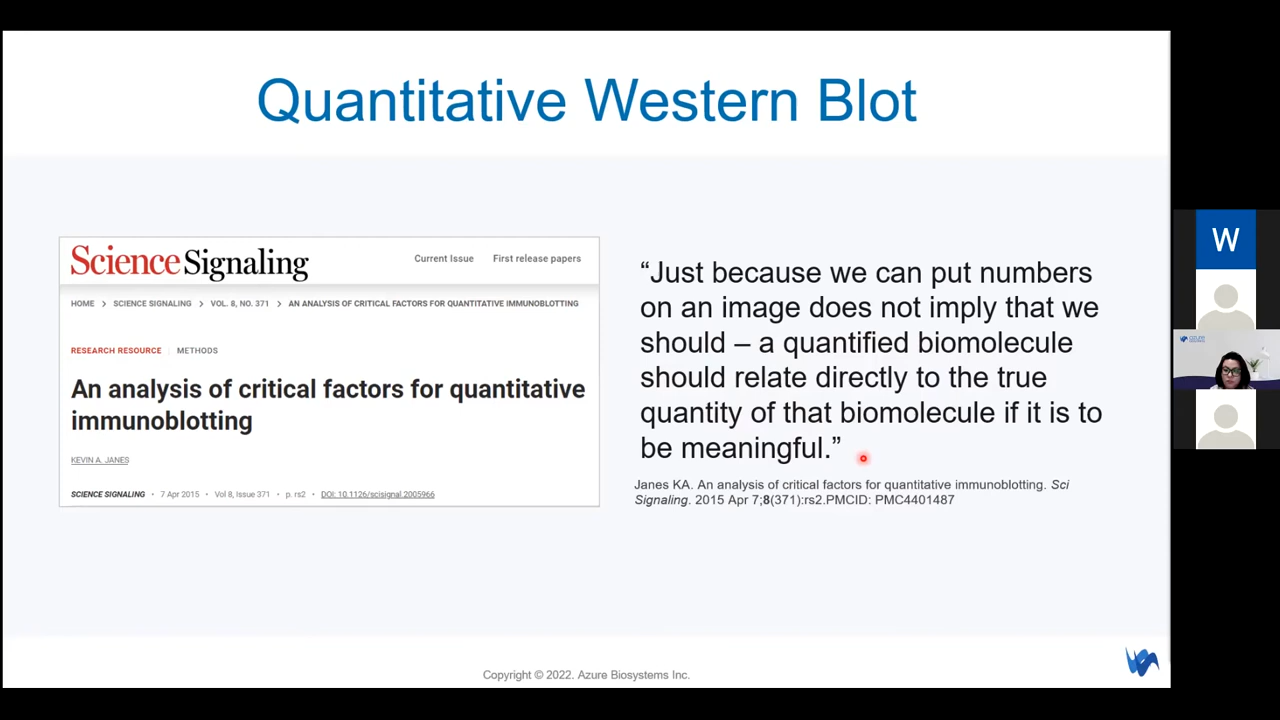 Quantitative Western Blot
Science Signaling
Current Issue First release papers
HOME > SCIENCE SIGNALING > VOL. 8, NO. 371 > AN ANALYSIS OF CRITICAL FACTORS FOR QUANTITATIVE IMMUNOBLOTTING
RESEARCH RESOURCE | METHODS
An analysis of critical factors for quantitative
immunoblotting
KEVIN A. JANES
SCIENCE SIGNALING • 7 Apr 2015 • Vol 8, Issue 371 • p. rs2 • DOI: 10.1126/scisignal.2005966
“Just because we can put numbers
on an image does not imply that we
should – a quantified biomolecule
should relate directly to the true
quantity of that biomolecule if it is to
be meaningful.”
Janes KA. An analysis of critical factors for quantitative immunoblotting. Sci
Signaling. 2015 Apr 7;8(371):rs2.PMCID: PMC4401487
W
azure
Copyright © 2022. Azure Biosystems Inc.